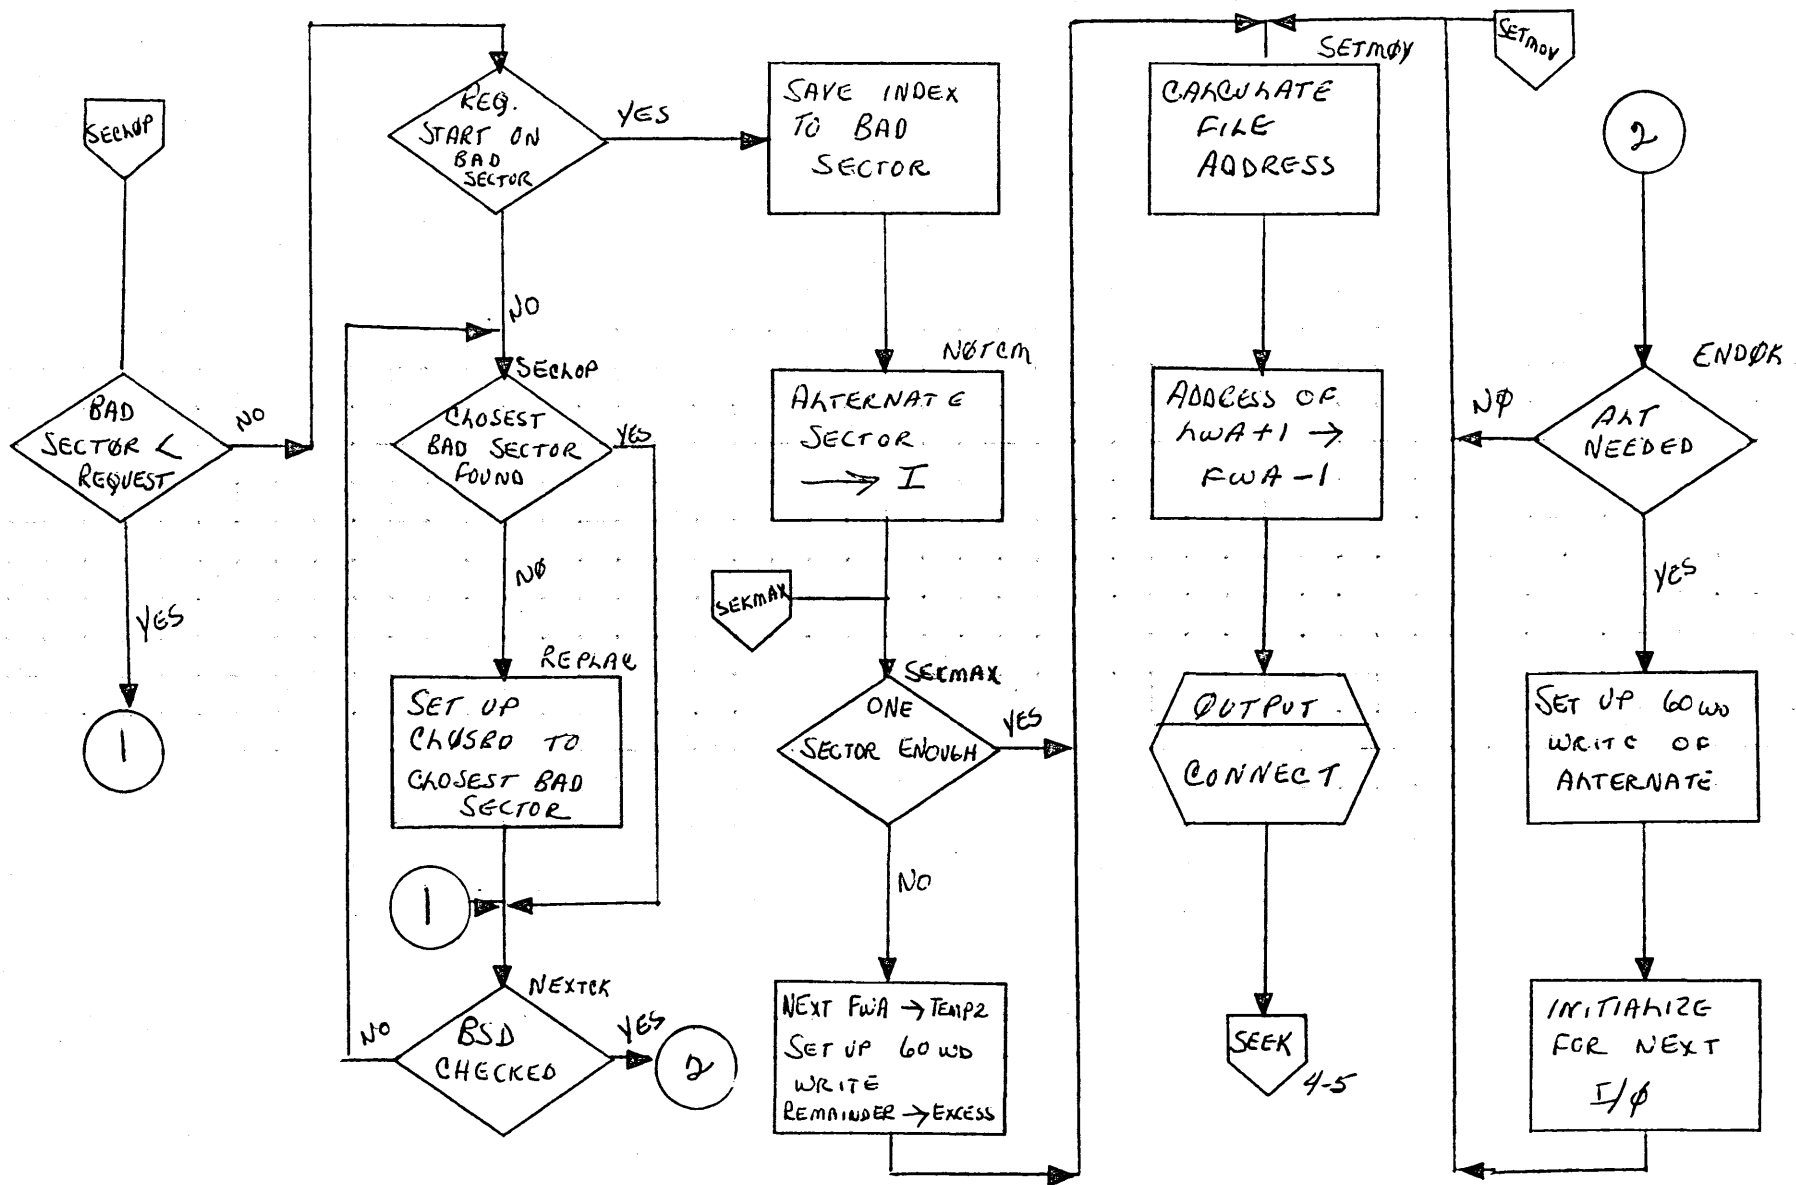 SECLOP
BAD
SECTØR <
REQUEST
NO
YES
1
REQ.
START ON
BAD
SECTOR
YES
NO
SECLOP
CLOSEST
BAD SECTOR
FOUND
YES
NØ
REPLAC
SET UP
CLØSBD TO
CLOSEST BAD
SECTOR
1
NEXTCK
BSD
CHECKED
NO
YES
2
SAVE INDEX
TO BAD
SECTOR
NØTCM
ALTERNATE
SECTOR
→ I
SEKMAX
SEKMAX
ONE
SECTOR ENOUGH
YES
NO
NEXT FWA → TEMP2
SET UP 60 WD
WRITE
REMAINDER → EXCESS
SETMØV
CALCULATE
FILE
ADDRESS
ADDRESS OF
LWA+1 →
FWA-1
ØUTPUT
CONNECT
SEEK
4-5
SETMOV
2
ENDØK
ALT
NEEDED
NØ
YES
SET UP 60 WD
WRITE OF
ALTERNATE
INITIALIZE
FOR NEXT
I/Ø